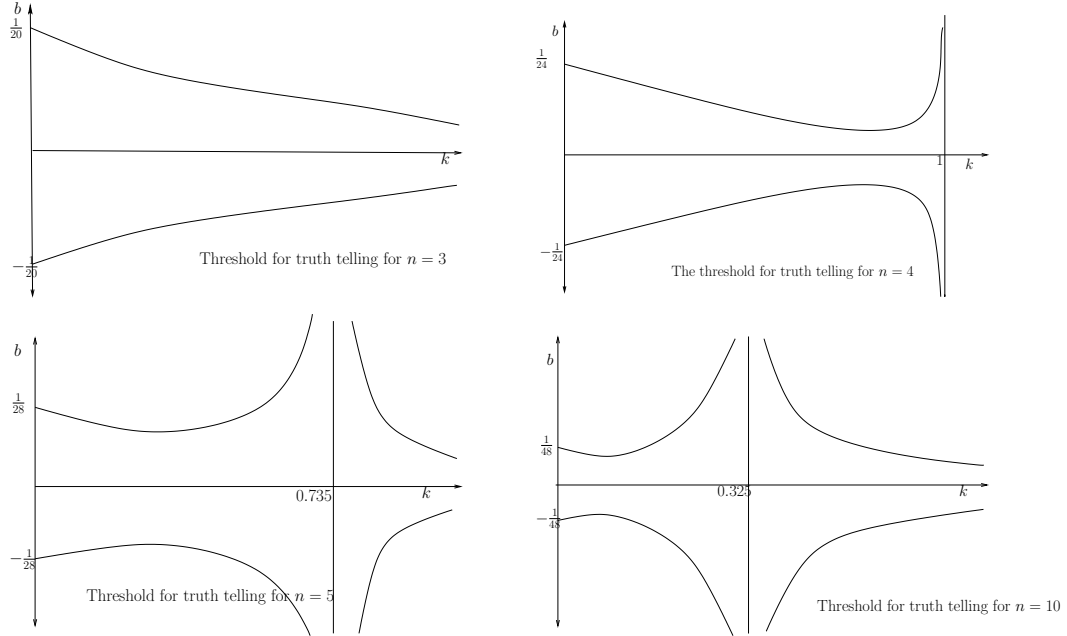 b
1/20
k
−1/20
Threshold for truth telling for n = 3
b
1/24
1
k
−1/24
The threshold for truth telling for n = 4
b
1/28
0.735
k
−1/28
Threshold for truth telling for n = 5
b
1/48
0.325
k
−1/48
Threshold for truth telling for n = 10